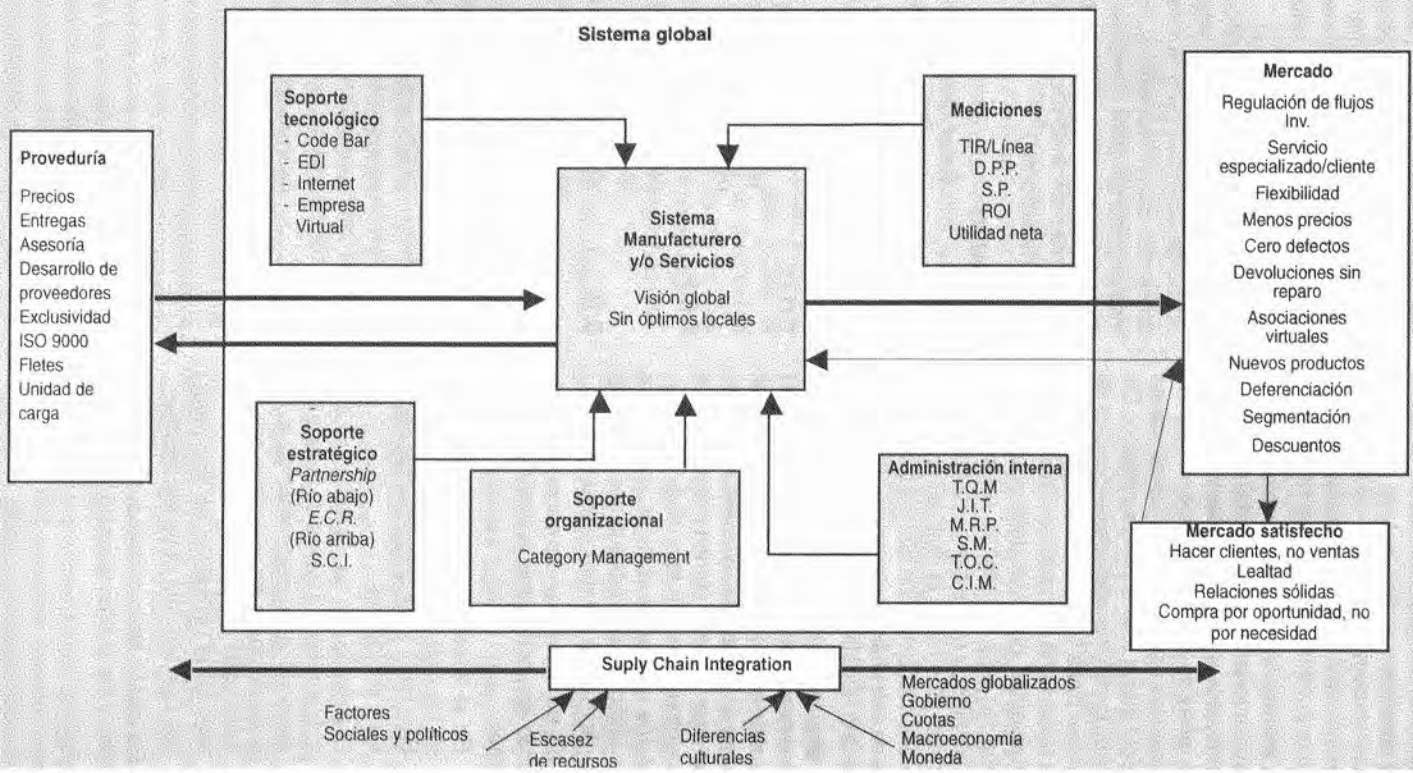 Sistema global
Proveduría
Precios
Entregas
Asesoría
Desarrollo de
proveedores
Exclusividad
ISO 9000
Fletes
Unidad de
carga
Soporte
tecnológico
- Code Bar
- EDI
- Internet
- Empresa
Virtual
Mediciones
TIR/Línea
D.P.P.
S.P.
ROI
Utilidad neta
Sistema
Manufacturero
y/o Servicios
Visión global
Sin óptimos locales
Soporte
estratégico
Partnership
(Río abajo)
E.C.R.
(Río arriba)
S.C.I.
Soporte
organizacional
Category Management
Administración interna
T.Q.M
J.I.T.
M.R.P.
S.M.
T.O.C.
C.I.M.
Mercado
Regulación de flujos
Inv.
Servicio
especializado/cliente
Flexibilidad
Menos precios
Cero defectos
Devoluciones sin
reparo
Asociaciones
virtuales
Nuevos productos
Deferenciación
Segmentación
Descuentos
Mercado satisfecho
Hacer clientes, no ventas
Lealtad
Relaciones sólidas
Compra por oportunidad, no
por necesidad
Suply Chain Integration
Factores
Sociales y políticos
Escasez
de recursos
Diferencias
culturales
Mercados globalizados
Gobierno
Cuotas
Macroeconomía
Moneda